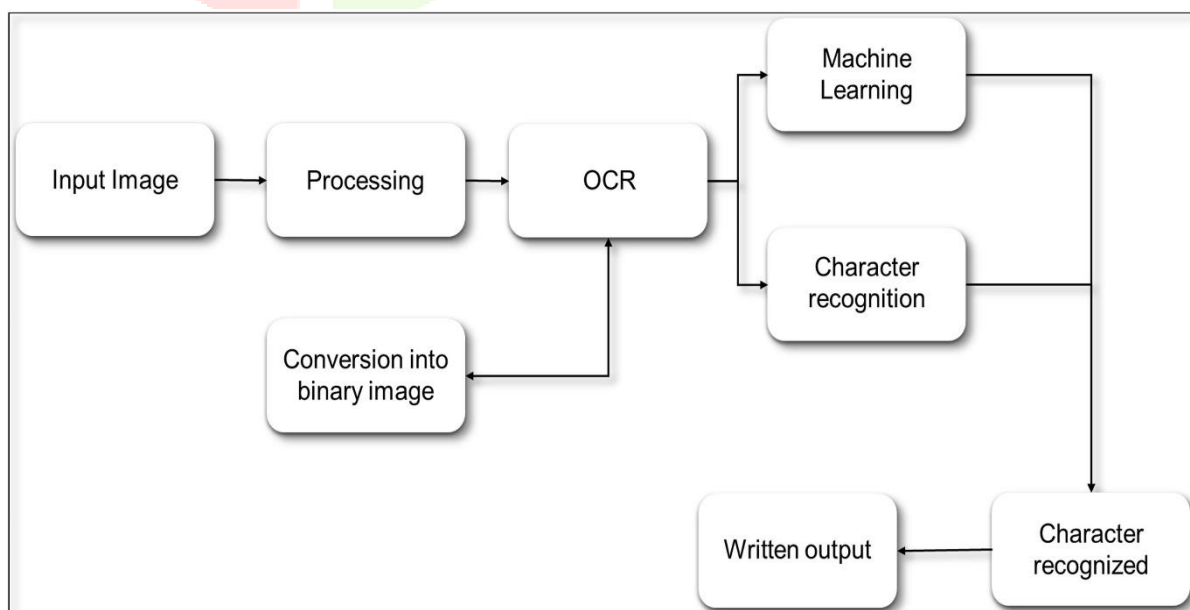 Machine
Learning
Input Image
Processing
OCR
Character
recognition
Conversion into
binary image
Written output
Character
recognized